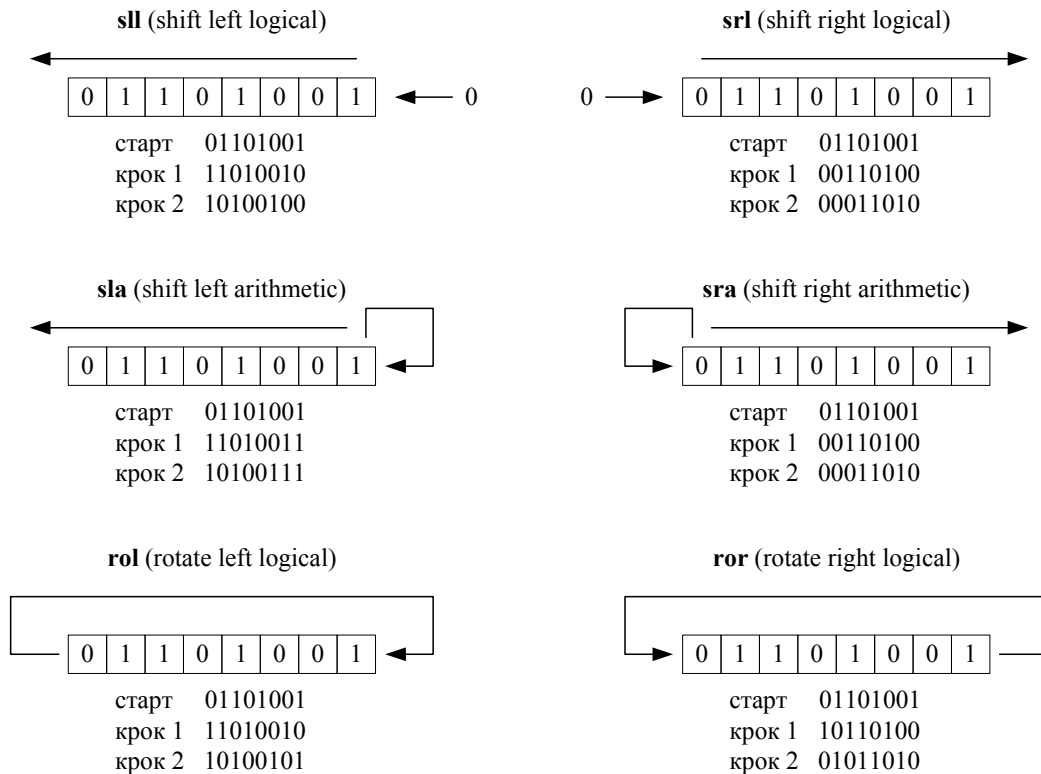 sll (shift left logical)
0 1 1 0 1 0 0 1 0
старт 01101001
крок 1 11010010
крок 2 10100100
srl (shift right logical)
0 0 1 1 0 1 0 0 1
старт 01101001
крок 1 00110100
крок 2 00011010
sla (shift left arithmetic)
0 1 1 0 1 0 0 1
старт 01101001
крок 1 11010011
крок 2 10100111
sra (shift right arithmetic)
0 1 1 0 1 0 0 1
старт 01101001
крок 1 00110100
крок 2 00011010
rol (rotate left logical)
0 1 1 0 1 0 0 1
старт 01101001
крок 1 11010010
крок 2 10100101
ror (rotate right logical)
0 1 1 0 1 0 0 1
старт 01101001
крок 1 10110100
крок 2 01011010